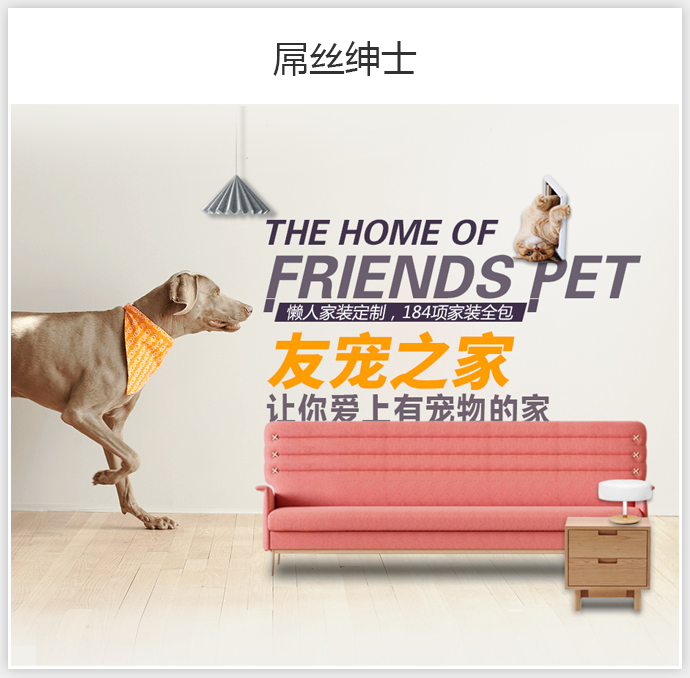 屌丝绅士
THE HOME OF
FRIENDS PET
懒人家装定制，184项家装全包
友宠之家
让你爱上有宠物的家